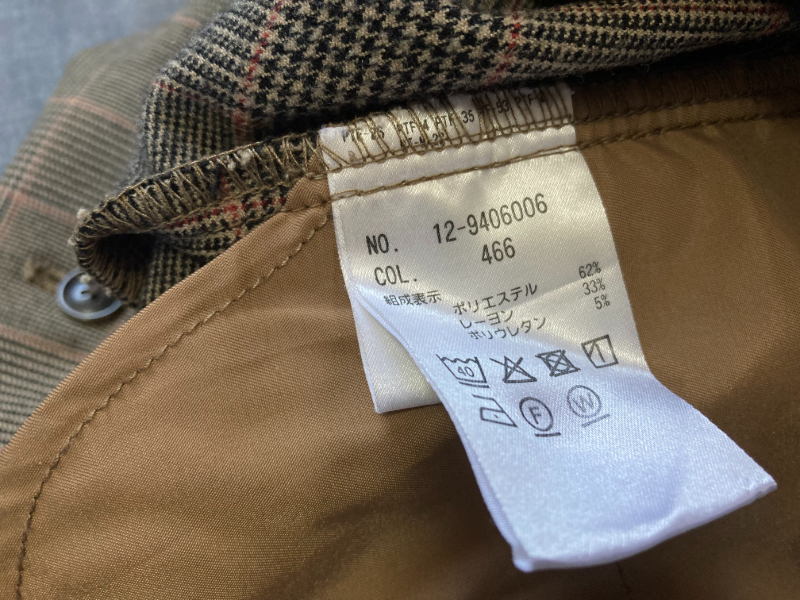 NO. 12-9406006
COL. 466
組成表示 ポリエステル 62%
レーヨン 33%
ポリウレタン 5%
40
F W